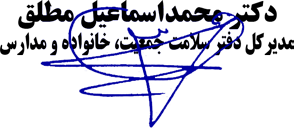 دکتر محمداسماعیل مطلق
مدیرکل دفتر سلامت جمعیت، خانواده و مدارس